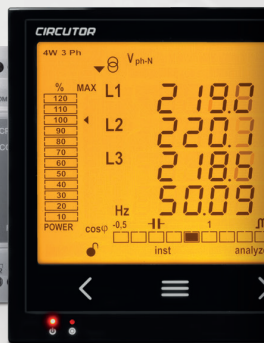 CIRCUTOR
4W 3 Ph
V ph-N
% MAX
120
110
100
90
80
70
60
50
40
30
20
10
POWER
L1 219.8
L2 220.3
L3 218.6
Hz 50.09
cosφ -0,5 1
inst analyz